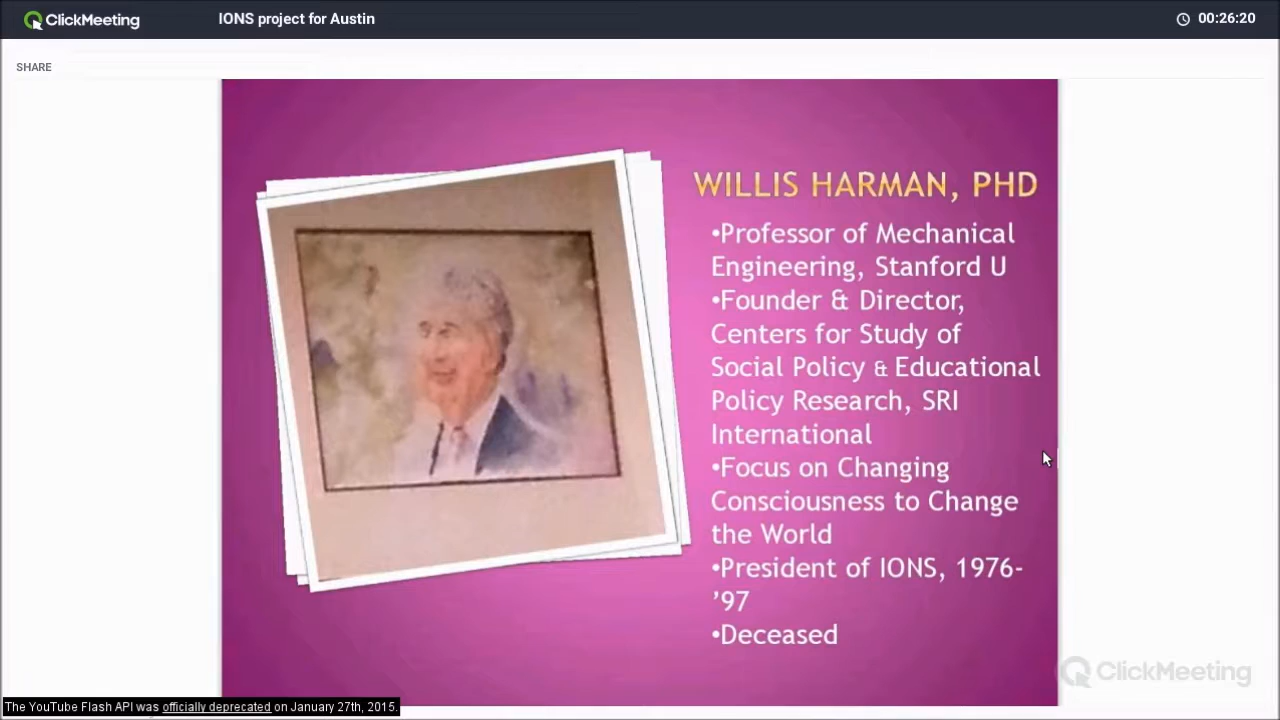 ClickMeeting
IONS project for Austin
00:26:20
SHARE
WILLIS HARMAN, PHD
•Professor of Mechanical
Engineering, Stanford U
•Founder & Director,
Centers for Study of
Social Policy & Educational
Policy Research, SRI
International
•Focus on Changing
Consciousness to Change
the World
•President of IONS, 1976-
’97
•Deceased
ClickMeeting
The YouTube Flash API was officially deprecated on January 27th, 2015.